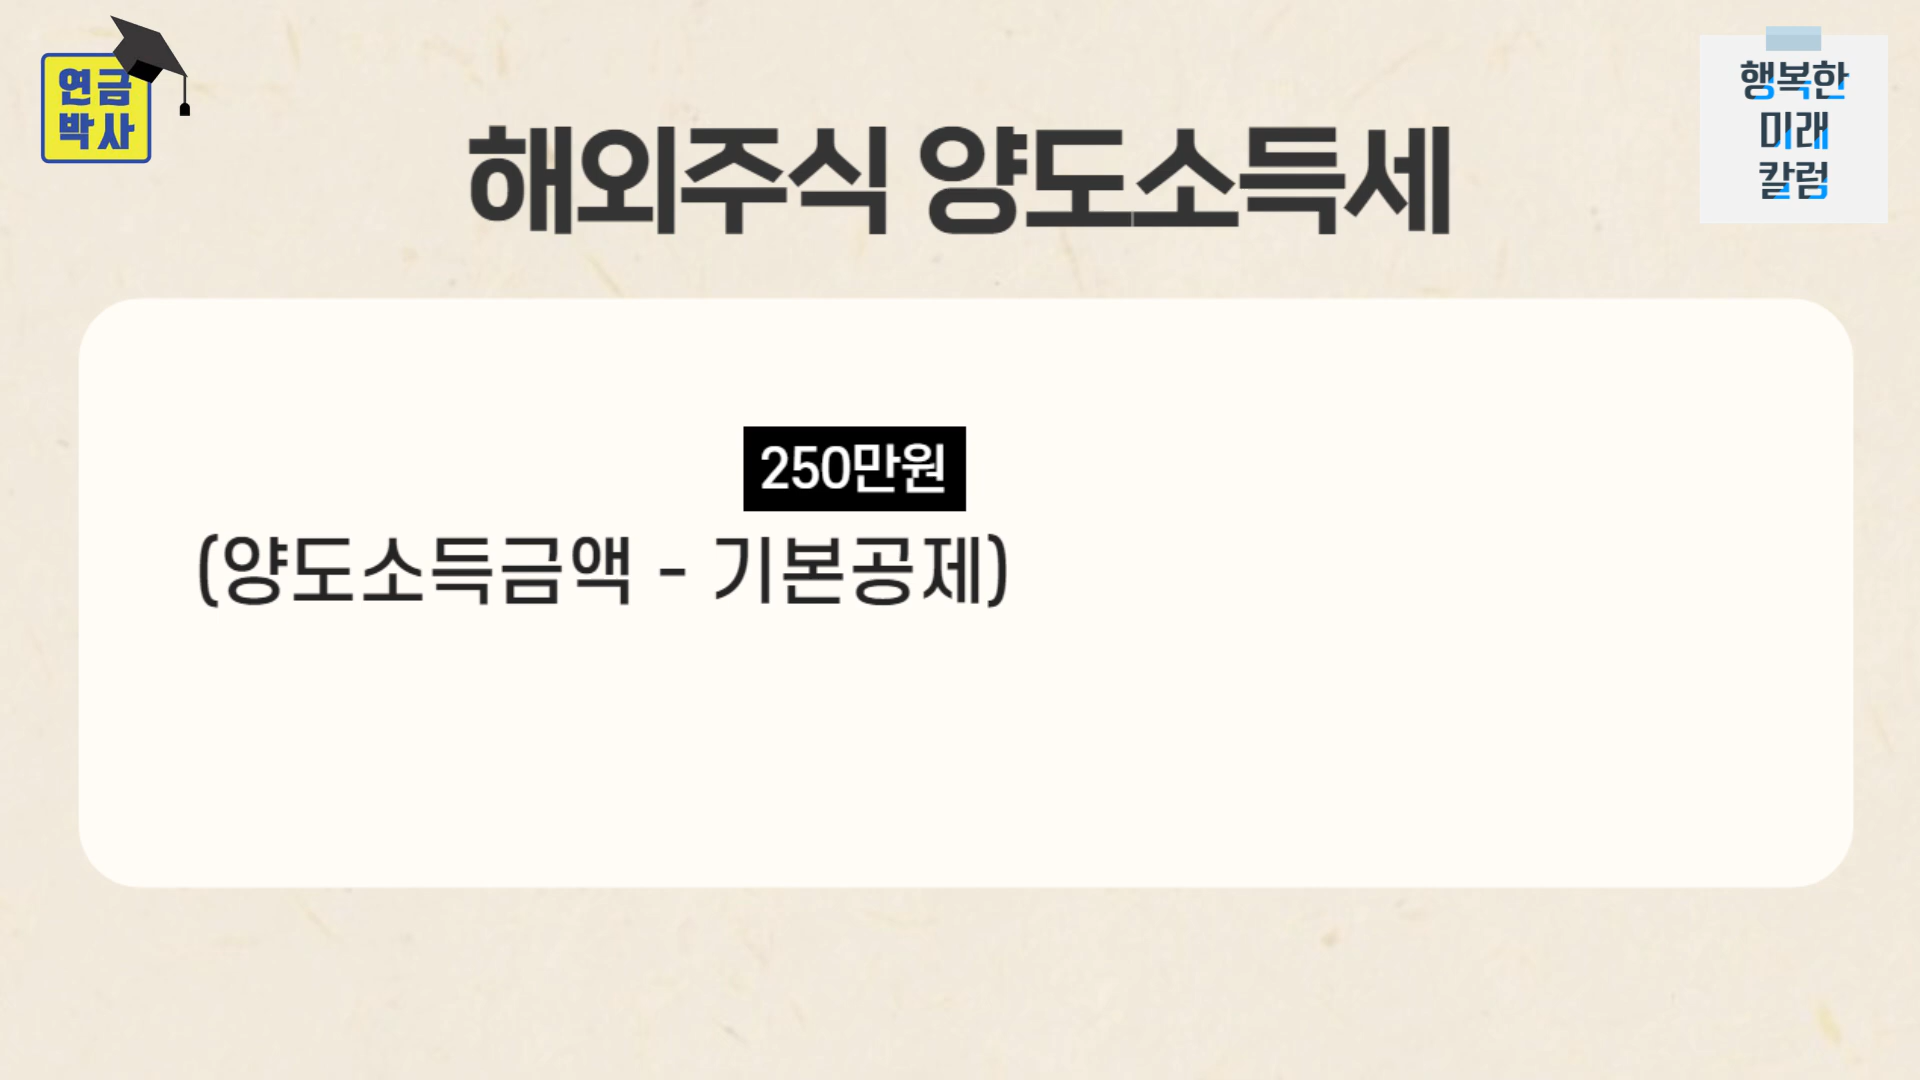 연금
박사
행복한
미래
칼럼
해외주식 양도소득세
250만원
(양도소득금액 - 기본공제)